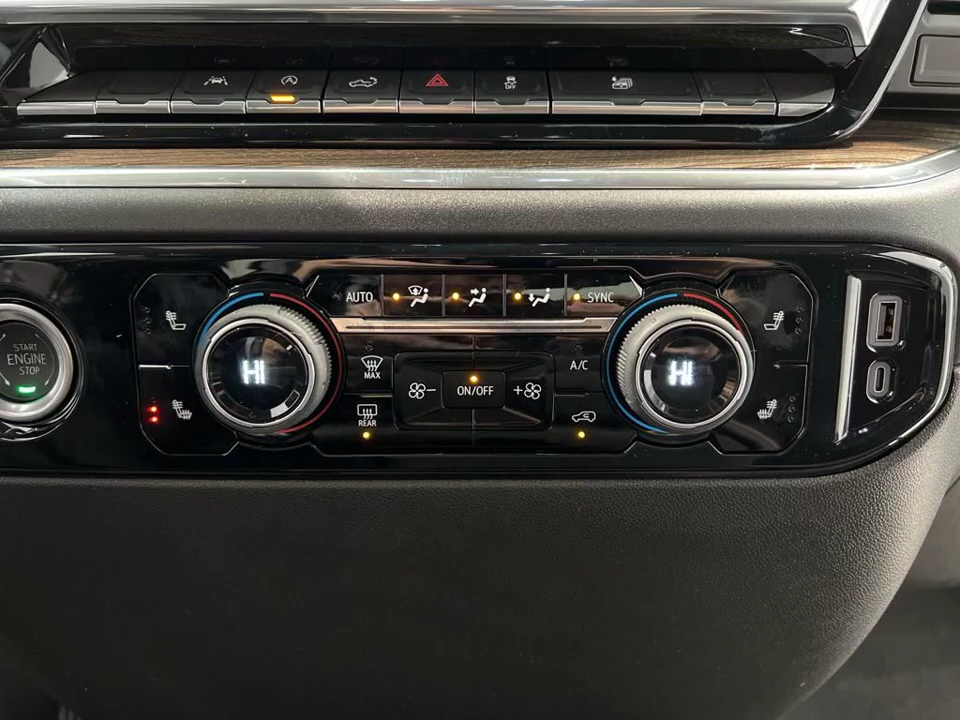 OFF
AUTO
SYNC
START
ENGINE
STOP
HI
MAX
ON/OFF
A/C
HI
REAR